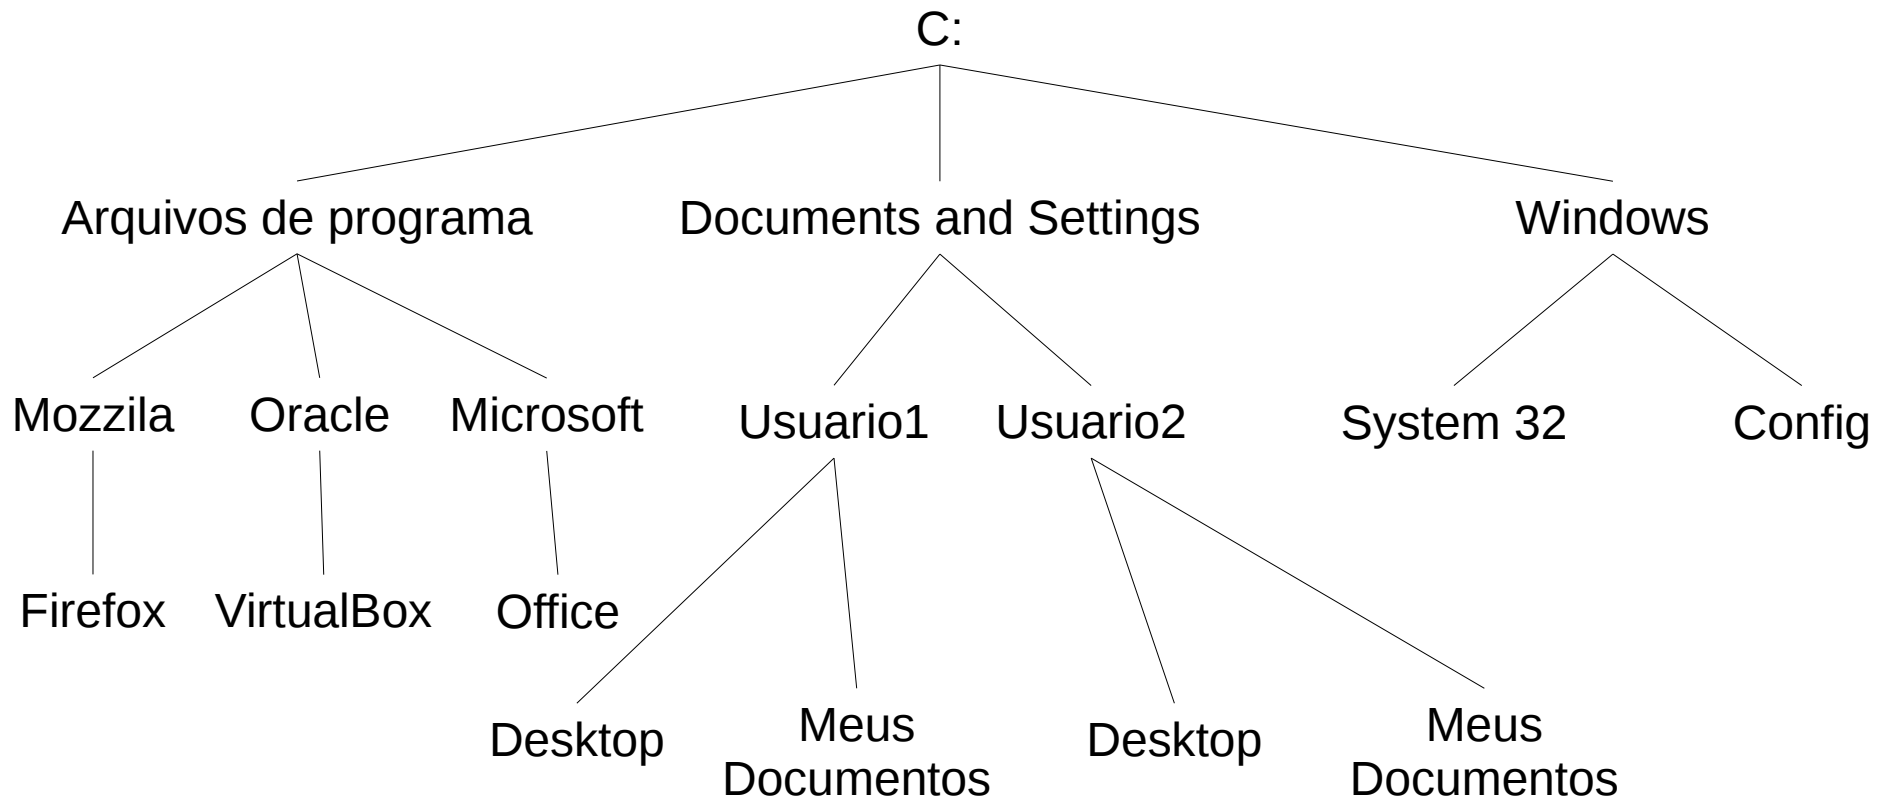 C:
Arquivos de programa
Documents and Settings
Windows
Mozzila
Oracle
Microsoft
Usuario1
Usuario2
System 32
Config
Firefox
VirtualBox
Office
Desktop
Meus
Documentos
Desktop
Meus
Documentos